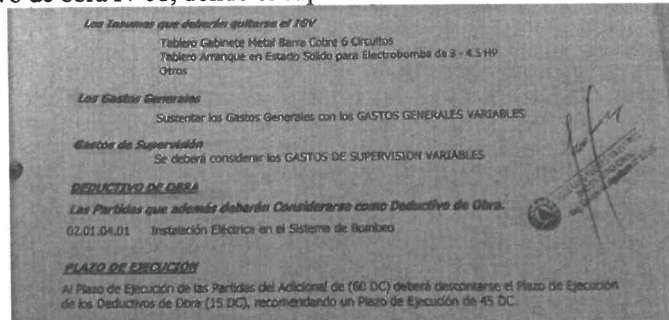 Los Insumos que deberán quitarse el IGV
Tablero Gabinete Metal Barra Cobre 6 Circuitos
Tablero Arranque en Estado Solido para Electrobomba de 3 - 4.5 HP
Otros
Los Gastos Generales
Sustentar los Gastos Generales con los GASTOS GENERALES VARIABLES
Gastos de Supervisión
Se deberá considerar los GASTOS DE SUPERVISION VARIABLES
DEDUCTIVO DE OBRA
Las Partidas que además deberán Considerarse como Deductivo de Obra.
02.01.04.01 Instalación Eléctrica en el Sistema de Bombeo
PLAZO DE EJECUCIÓN
Al Plazo de Ejecución de las Partidas del Adicional de (60 DC) deberá descontarse el Plazo de Ejecución
de los Deductivos de Obra (15 DC), recomendando un Plazo de Ejecución de 45 DC.